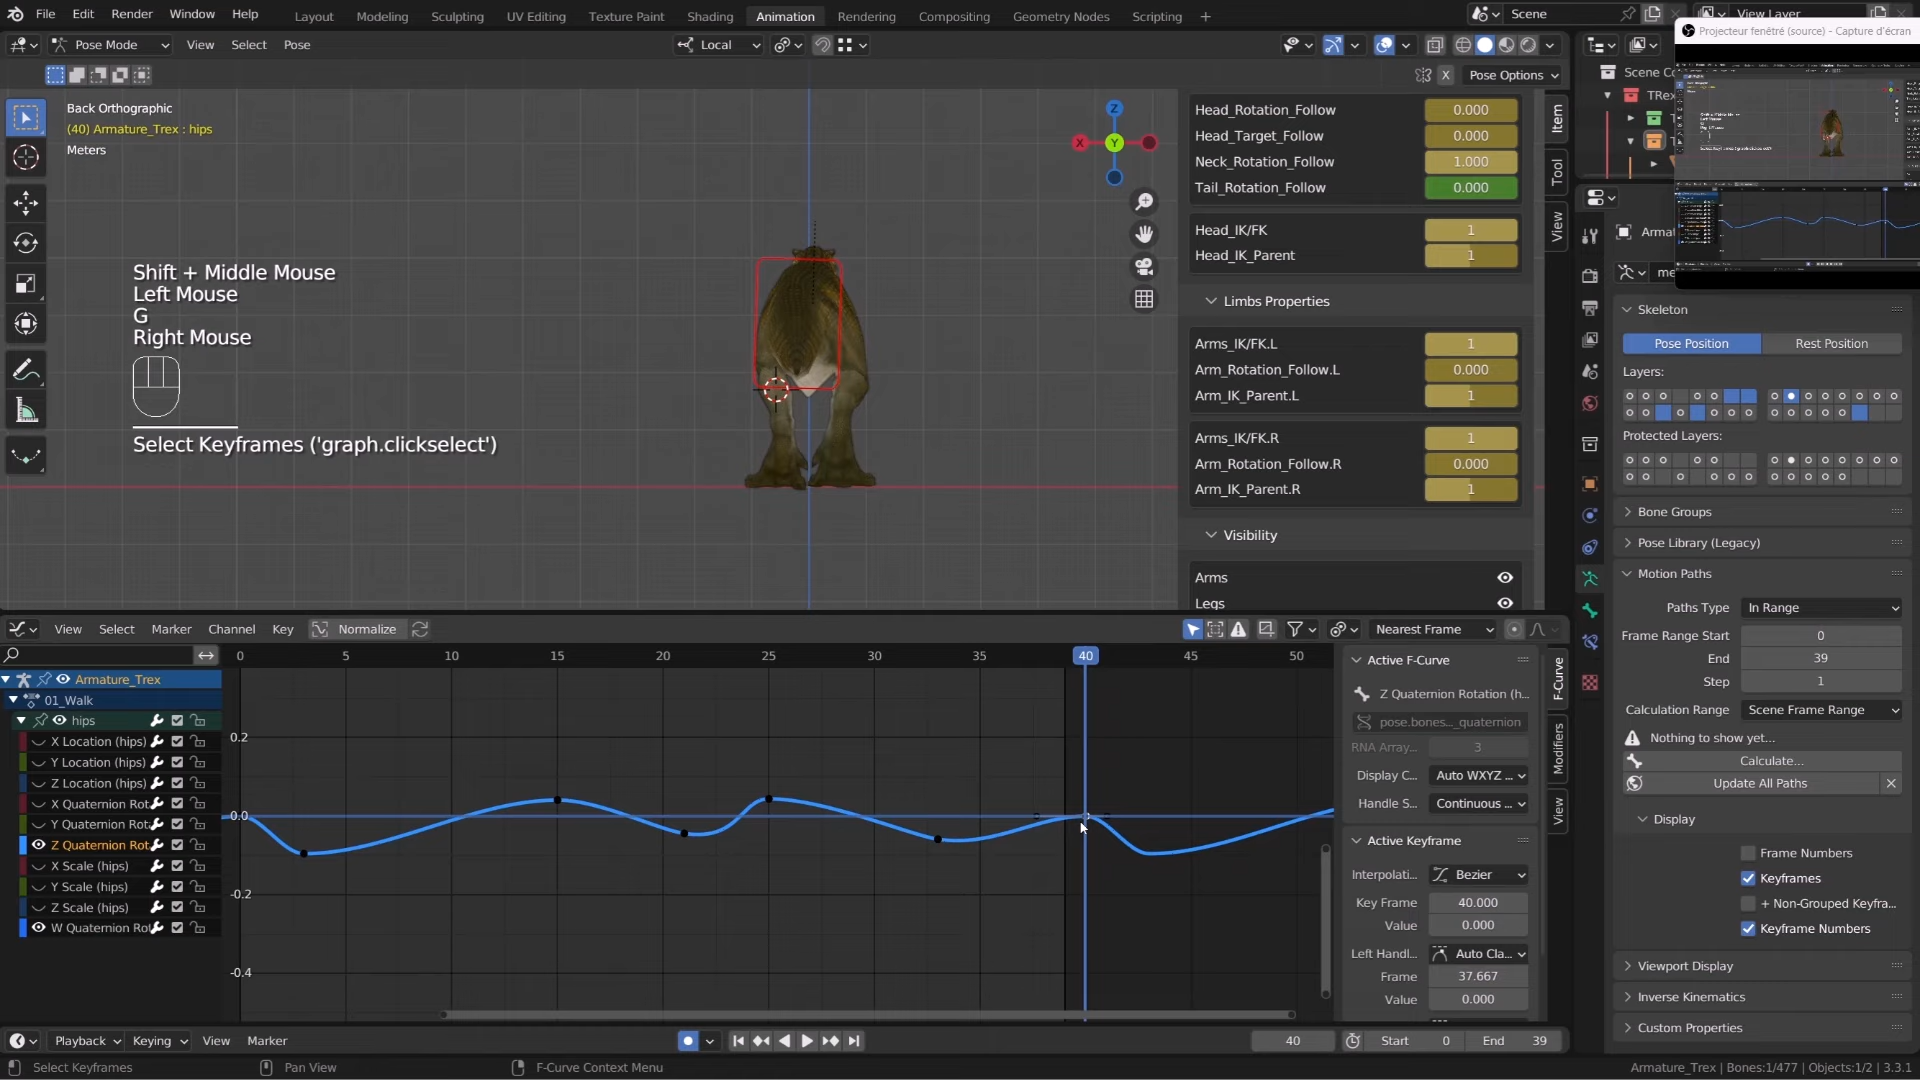 File Edit Render Window Help Layout Modeling Sculpting UV Editing Texture Paint Shading Animation Rendering Compositing Geometry Nodes Scripting + Scene View Layer
Pose Mode View Select Pose Local
Projecteur fenêtré (source) - Capture d'écran
X Pose Options
Scene Co
TRe
Back Orthographic
(40) Armature_Trex : hips
Meters
Z
X
Y
Shift + Middle Mouse
Left Mouse
G
Right Mouse
Select Keyframes ('graph.clickselect')
Head_Rotation_Follow 0.000
Head_Target_Follow 0.000
Neck_Rotation_Follow 1.000
Tail_Rotation_Follow 0.000
Head_IK/FK 1
Head_IK_Parent 1
Limbs Properties
Arms_IK/FK.L 1
Arm_Rotation_Follow.L 0.000
Arm_IK_Parent.L 1
Arms_IK/FK.R 1
Arm_Rotation_Follow.R 0.000
Arm_IK_Parent.R 1
Visibility
Arms
Legs
Item
Tool
View
Armat
me
Skeleton
Pose Position Rest Position
Layers:
Protected Layers:
Bone Groups
Pose Library (Legacy)
Motion Paths
Paths Type In Range
Frame Range Start 0
End 39
Step 1
Calculation Range Scene Frame Range
Nothing to show yet...
Calculate...
Update All Paths
Display
Frame Numbers
Keyframes
+ Non-Grouped Keyfra...
Keyframe Numbers
Viewport Display
Inverse Kinematics
Custom Properties
View Select Marker Channel Key Normalize Nearest Frame
0 5 10 15 20 25 30 35 40 45 50
Armature_Trex
01_Walk
hips
X Location (hips)
Y Location (hips)
Z Location (hips)
X Quaternion Rot
Y Quaternion Rot
Z Quaternion Rot
X Scale (hips)
Y Scale (hips)
Z Scale (hips)
W Quaternion Rot
0.2
0.0
-0.2
-0.4
Active F-Curve
Z Quaternion Rotation (h...
pose.bones..._quaternion
RNA Array... 3
Display C... Auto WXYZ ...
Handle S... Continuous ...
Active Keyframe
Interpolati... Bezier
Key Frame 40.000
Value 0.000
Left Handl... Auto Cla...
Frame 37.667
Value 0.000
F-Curve
Modifiers
View
Playback Keying View Marker 40 Start 0 End 39
Select Keyframes Pan View F-Curve Context Menu Armature_Trex | Bones:1/477 | Objects:1/2 | 3.3.1